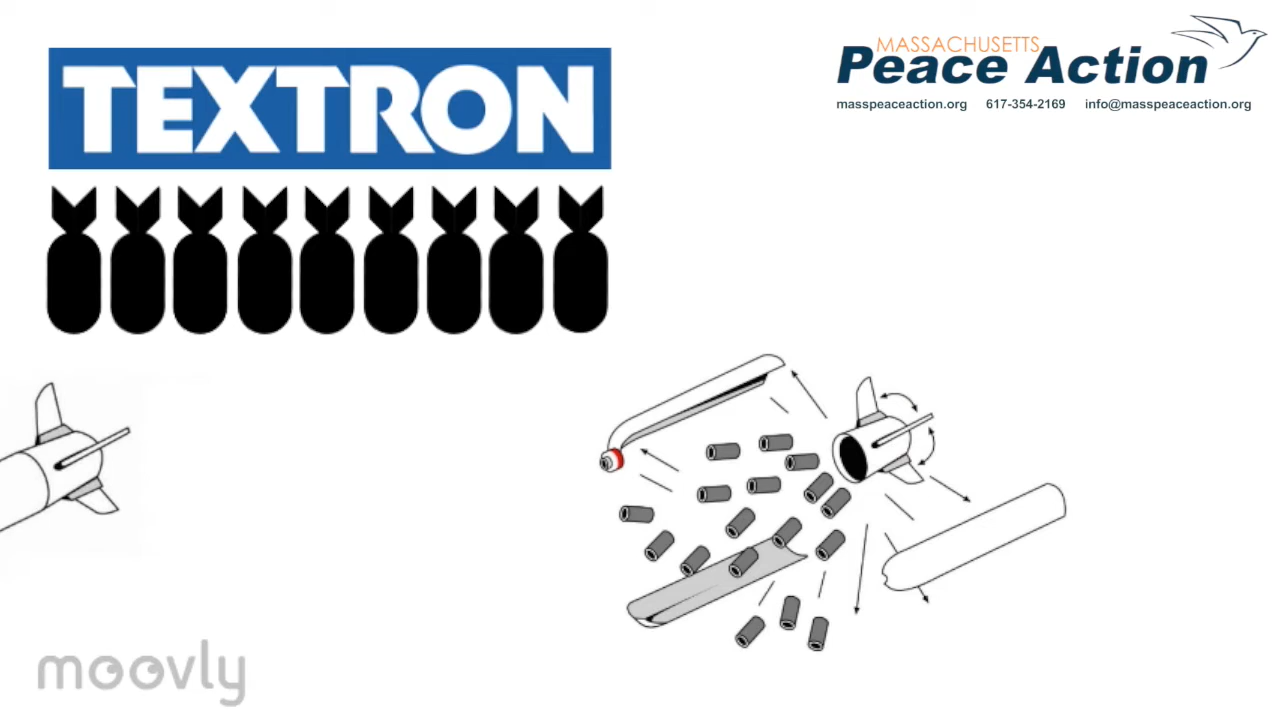 TEXTRON
MASSACHUSETTS
Peace Action
masspeaceaction.org 617-354-2169 info@masspeaceaction.org
moovly